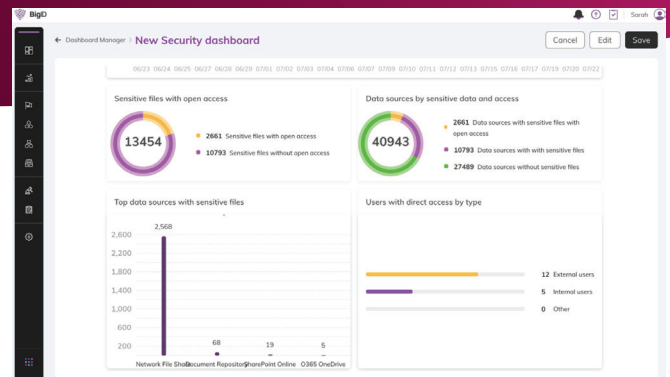 BigID
Sarah
Dashboard Manager > New Security dashboard
Cancel
Edit
Save
06/23 06/24 06/25 06/27 06/28 06/29 07/01 07/02 07/03 07/04 07/06 07/07 07/09 07/10 07/11 07/12 07/13 07/15 07/16 07/17 07/19 07/20 07/22
Sensitive files with open access
13454
2661 Sensitive files with open access
10793 Sensitive files without open access
Data sources by sensitive data and access
40943
2661 Data sources with sensitive files with
open access
10793 Data sources with with sensitive files
27489 Data sources without sensitive files
Top data sources with sensitive files
2,568
2,600
2,200
1,800
1,400
1,000
600
200
68
19
5
Network File Share
Document Repository
SharePoint Online
O365 OneDrive
Users with direct access by type
12 External users
5 Internal users
0 Other